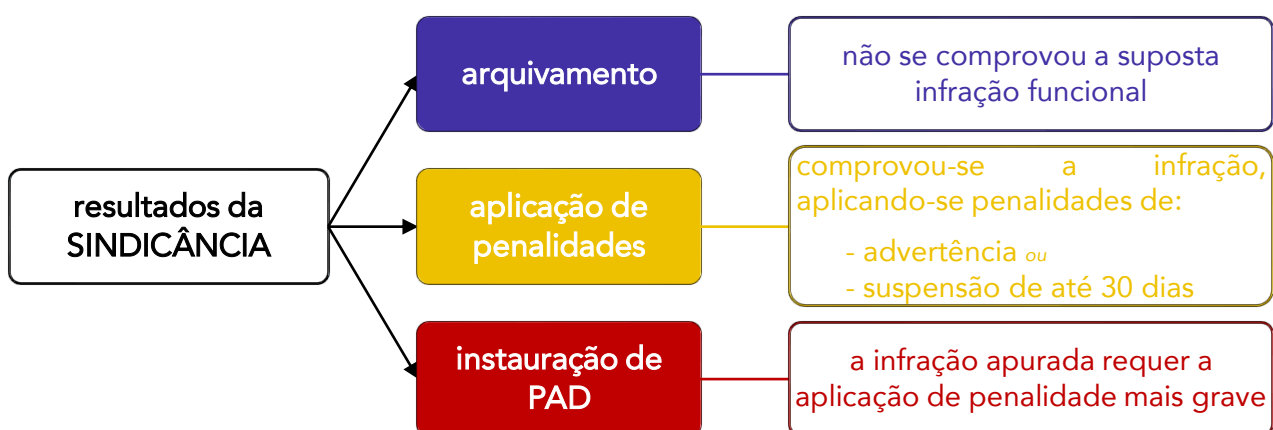 resultados da
SINDICÂNCIA
arquivamento
não se comprovou a suposta
infração funcional
aplicação de
penalidades
comprovou-se a infração,
aplicando-se penalidades de:
- advertência ou
- suspensão de até 30 dias
instauração de
PAD
a infração apurada requer a
aplicação de penalidade mais grave